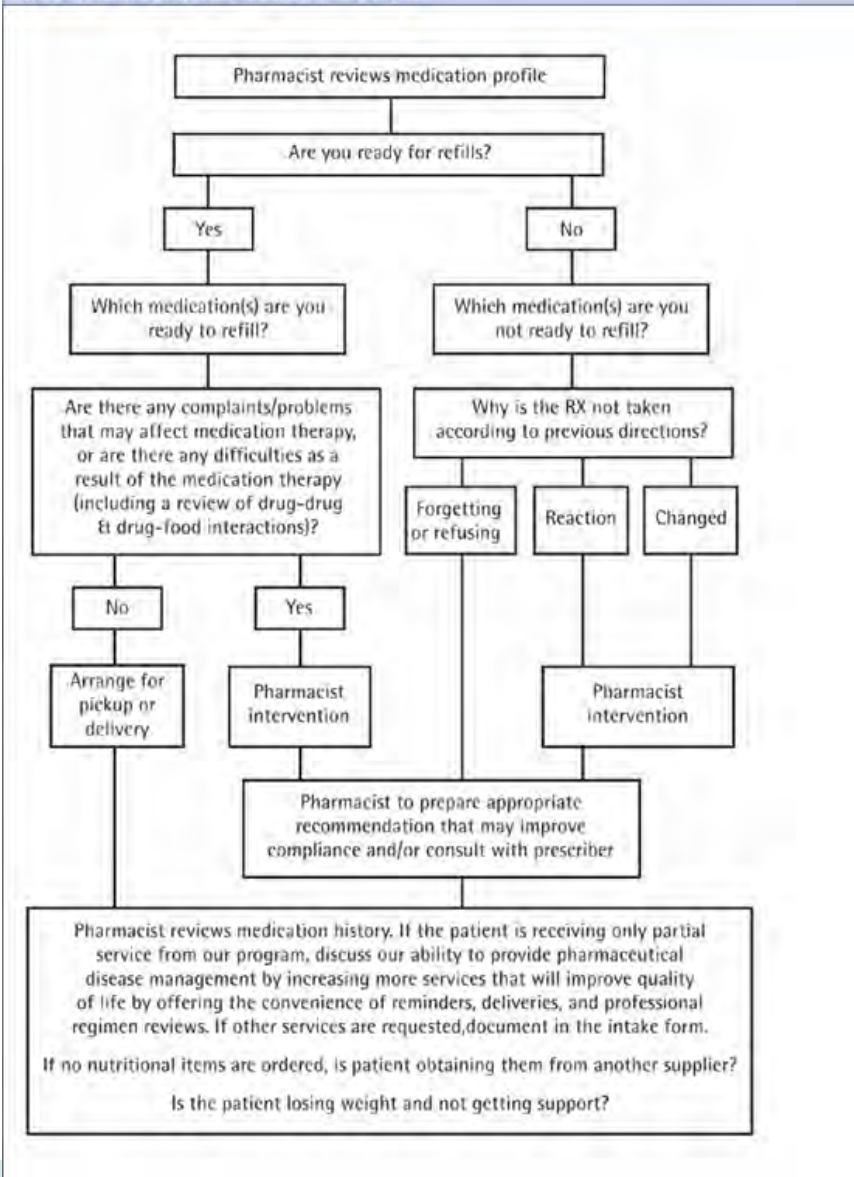 Pharmacist reviews medication profile
Are you ready for refills?
Yes
No
Which medication(s) are you
ready to refill?
Which medication(s) are you
not ready to refill?
Are there any complaints/problems
that may affect medication therapy,
or are there any difficulties as a
result of the medication therapy
(including a review of drug-drug
& drug-food interactions)?
Why is the RX not taken
according to previous directions?
Forgetting
or refusing
Reaction
Changed
No
Yes
Arrange for
pickup or
delivery
Pharmacist
intervention
Pharmacist
intervention
Pharmacist to prepare appropriate
recommendation that may improve
compliance and/or consult with prescriber
Pharmacist reviews medication history. If the patient is receiving only partial
service from our program, discuss our ability to provide pharmaceutical
disease management by increasing more services that will improve quality
of life by offering the convenience of reminders, deliveries, and professional
regimen reviews. If other services are requested,document in the intake form.
If no nutritional items are ordered, is patient obtaining them from another supplier?
Is the patient losing weight and not getting support?